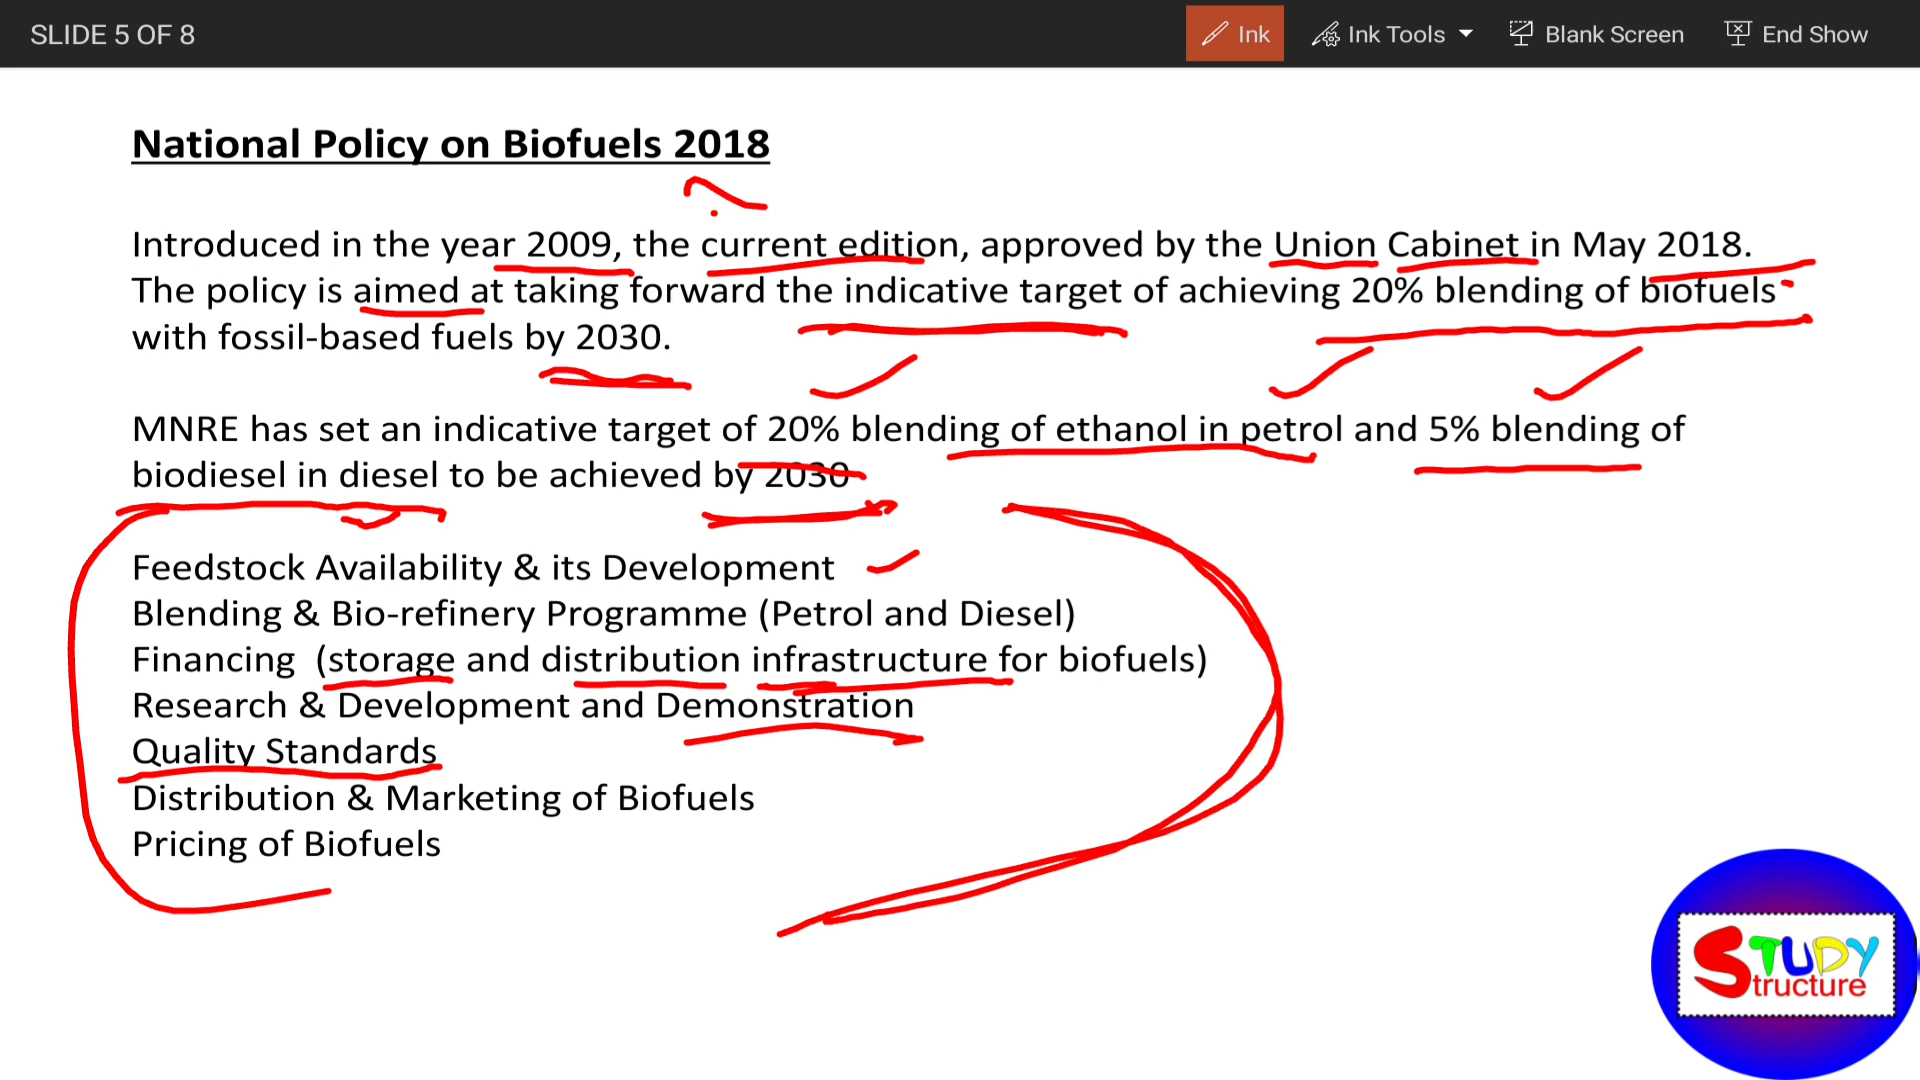 SLIDE 5 OF 8
Ink
Ink Tools
Blank Screen
End Show
National Policy on Biofuels 2018
Introduced in the year 2009, the current edition, approved by the Union Cabinet in May 2018.
The policy is aimed at taking forward the indicative target of achieving 20% blending of biofuels
with fossil-based fuels by 2030.
MNRE has set an indicative target of 20% blending of ethanol in petrol and 5% blending of
biodiesel in diesel to be achieved by 2030
Feedstock Availability & its Development
Blending & Bio-refinery Programme (Petrol and Diesel)
Financing (storage and distribution infrastructure for biofuels)
Research & Development and Demonstration
Quality Standards
Distribution & Marketing of Biofuels
Pricing of Biofuels
STUDY
tructure